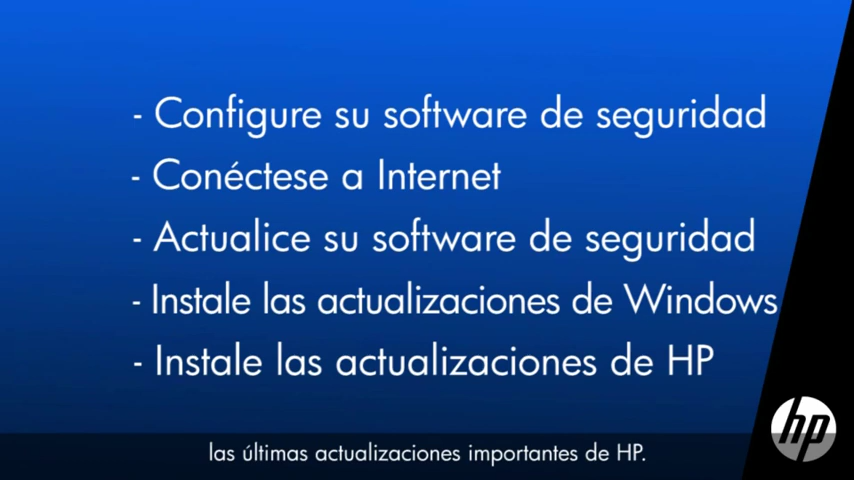 - Configure su software de seguridad
- Conéctese a Internet
- Actualice su software de seguridad
- Instale las actualizaciones de Windows
- Instale las actualizaciones de HP
hp
las últimas actualizaciones importantes de HP.